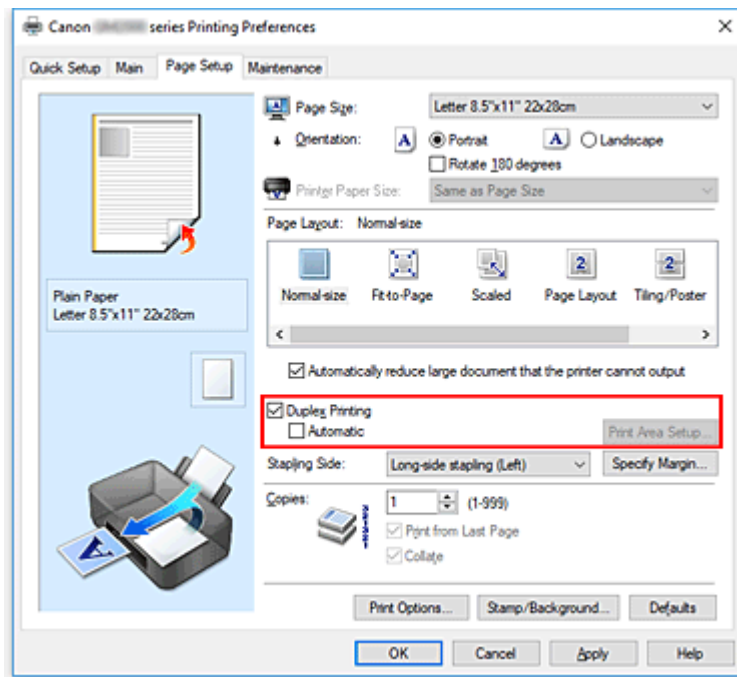 Canon series Printing Preferences
Quick Setup Main Page Setup Maintenance
Page Size: Letter 8.5"x11" 22x28cm
Orientation: A Portrait A Landscape
Rotate 180 degrees
Printer Paper Size: Same as Page Size
Page Layout: Normal-size
2 2
Normal-size Fit-to-Page Scaled Page Layout Tiling/Poster
Plain Paper
Letter 8.5"x11" 22x28cm
Automatically reduce large document that the printer cannot output
Duplex Printing
Automatic Print Area Setup...
Stapling Side: Long-side stapling (Left) Specify Margin...
Copies: 1 (1-999)
Print from Last Page
Collate
A
Print Options... Stamp/Background... Defaults
OK Cancel Apply Help